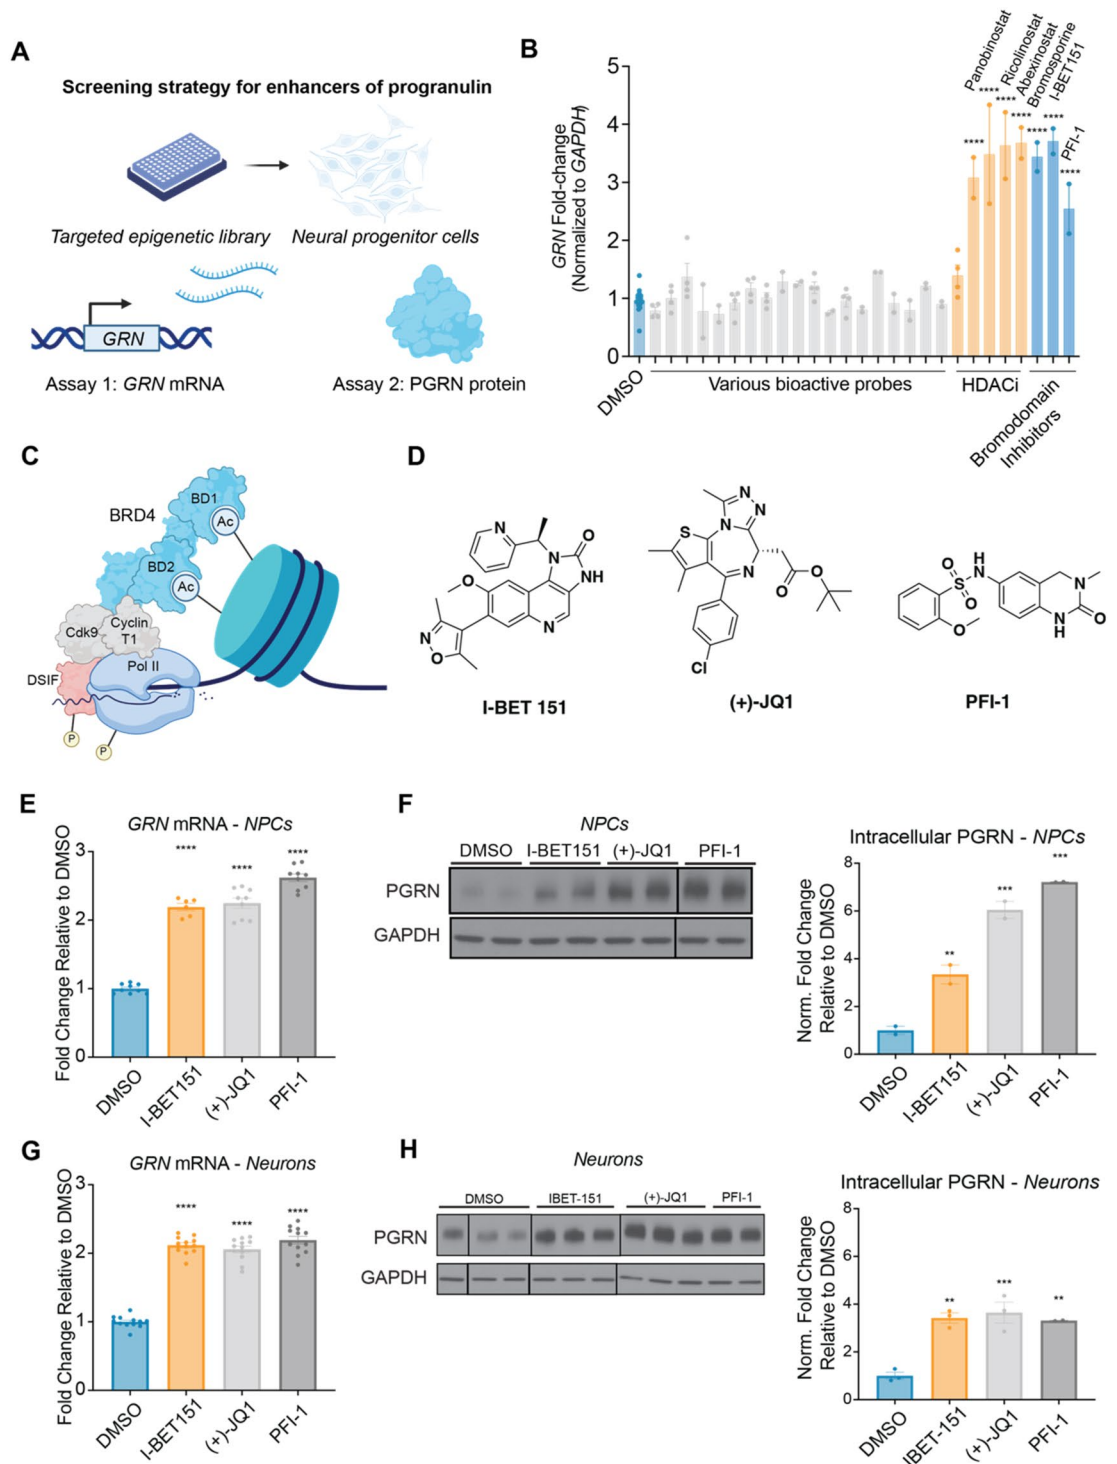 A
Screening strategy for enhancers of progranulin
Targeted epigenetic library
Neural progenitor cells
GRN
Assay 1: GRN mRNA
Assay 2: PGRN protein
B
GRN Fold-change
(Normalized to GAPDH)
5
4
3
2
1
0
****
****
****
****
****
****
****
Panobinostat
Ricolinostat
Abexinostat
Bromosporine
I-BET151
PFI-1
DMSO
Various bioactive probes
HDACi
Bromodomain
Inhibitors
C
BRD4
BD1
Ac
BD2
Ac
Cdk9
Cyclin
T1
Pol II
DSIF
P
P
D
N
N
O
NH
O
N
N
O
I-BET 151
N
N
N
S
N
O
O
Cl
(+)-JQ1
H
N
O
S
O
O
N
N
H
O
PFI-1
E
GRN mRNA - NPCs
Fold Change Relative to DMSO
3
2
1
0
****
****
****
DMSO
I-BET151
(+)-JQ1
PFI-1
F
NPCs
DMSO
I-BET151
(+)-JQ1
PFI-1
PGRN
GAPDH
Intracellular PGRN - NPCs
Norm. Fold Change
Relative to DMSO
8
6
4
2
0
**
***
***
DMSO
I-BET151
(+)-JQ1
PFI-1
G
GRN mRNA - Neurons
Fold Change Relative to DMSO
3
2
1
0
****
****
****
DMSO
I-BET151
(+)-JQ1
PFI-1
H
Neurons
DMSO
IBET-151
(+)-JQ1
PFI-1
PGRN
GAPDH
Intracellular PGRN - Neurons
Norm. Fold Change
Relative to DMSO
8
6
4
2
0
**
***
**
DMSO
IBET-151
(+)-JQ1
PFI-1